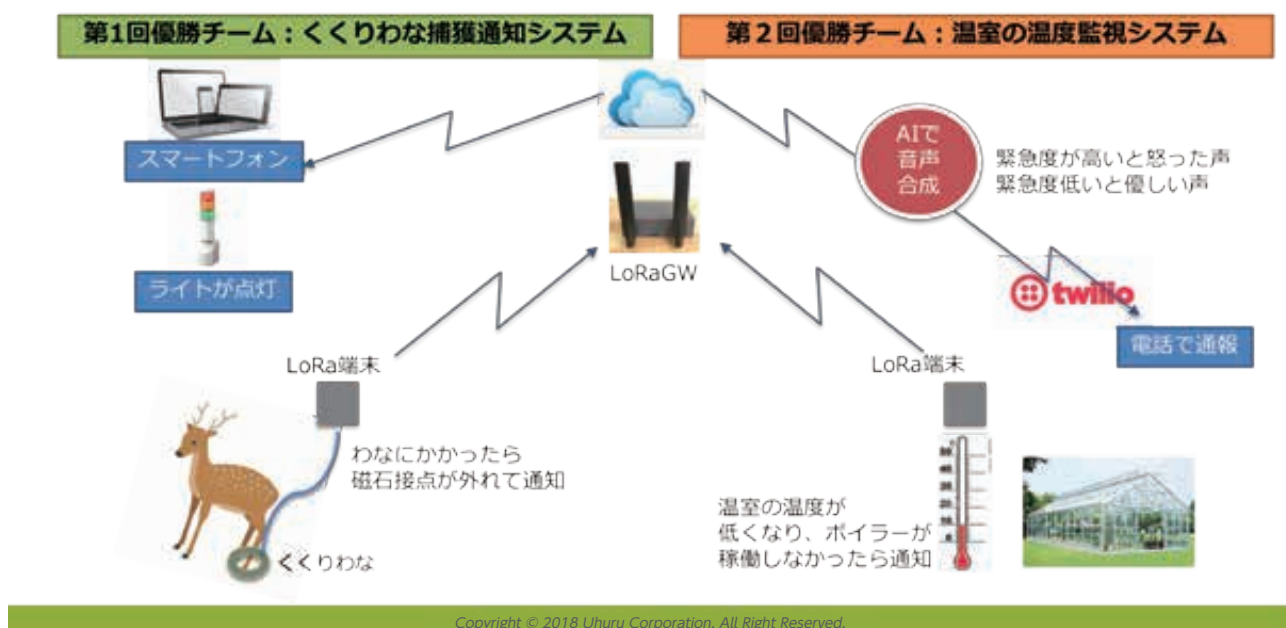 第1回優勝チーム：くくりわな捕獲通知システム
第２回優勝チーム：温室の温度監視システム
スマートフォン
ライトが点灯
LoRaGW
AIで
音声
合成
緊急度が高いと怒った声
緊急度低いと優しい声
twilio
電話で通報
LoRa端末
わなにかかったら
磁石接点が外れて通知
くくりわな
LoRa端末
温室の温度が
低くなり、ボイラーが
稼働しなかったら通知
Copyright © 2018 Uhuru Corporation. All Right Reserved.